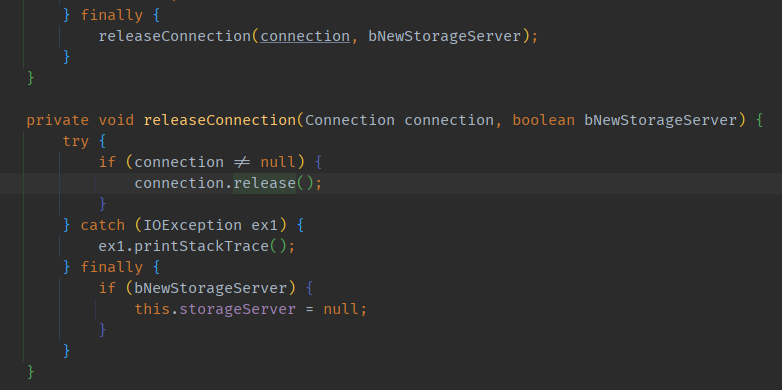 } finally {
releaseConnection(connection, bNewStorageServer);
}
}
private void releaseConnection(Connection connection, boolean bNewStorageServer) {
try {
if (connection ≠ null) {
connection.release();
}
} catch (IOException ex1) {
ex1.printStackTrace();
} finally {
if (bNewStorageServer) {
this.storageServer = null;
}
}
}